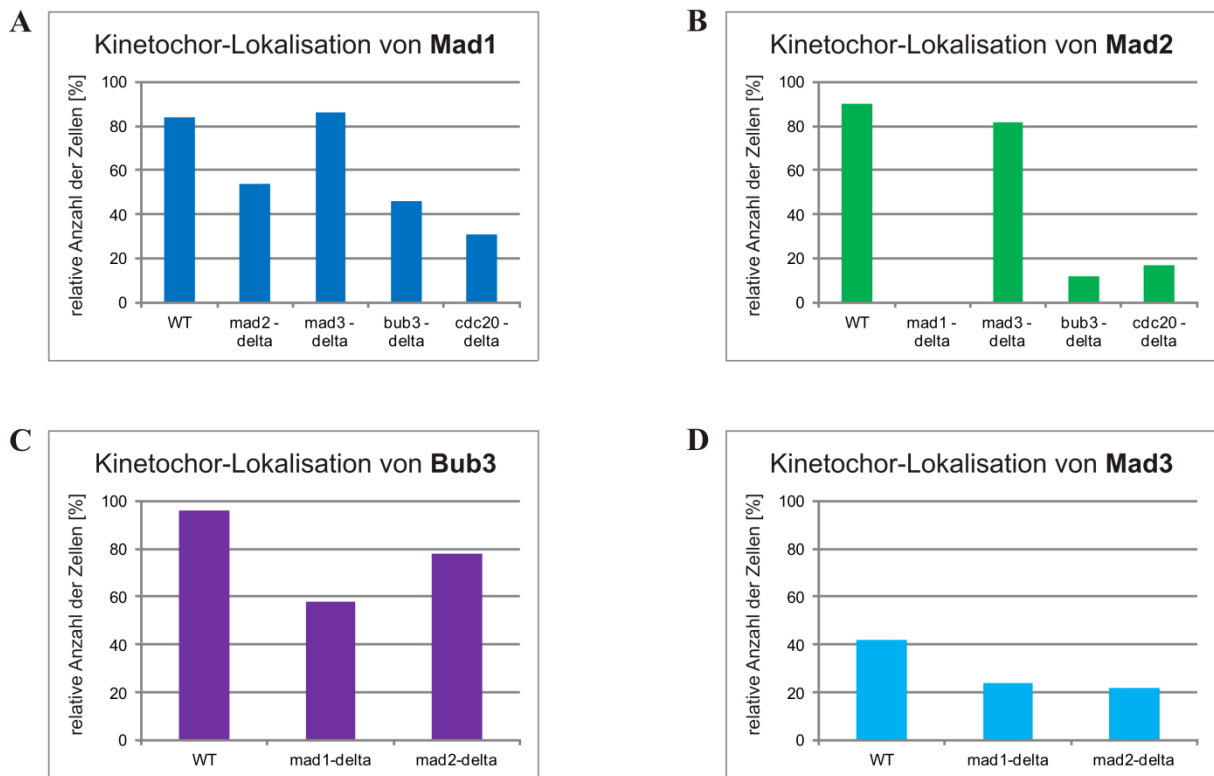 A
Kinetochor-Lokalisation von Mad1
relative Anzahl der Zellen [%]
100
80
60
40
20
0
WT
mad2 - delta
mad3 - delta
bub3 - delta
cdc20 - delta
B
Kinetochor-Lokalisation von Mad2
relative Anzahl der Zellen [%]
100
80
60
40
20
0
WT
mad1 - delta
mad3 - delta
bub3 - delta
cdc20 - delta
C
Kinetochor-Lokalisation von Bub3
relative Anzahl der Zellen [%]
100
80
60
40
20
0
WT
mad1-delta
mad2-delta
D
Kinetochor-Lokalisation von Mad3
relative Anzahl der Zellen [%]
100
80
60
40
20
0
WT
mad1-delta
mad2-delta